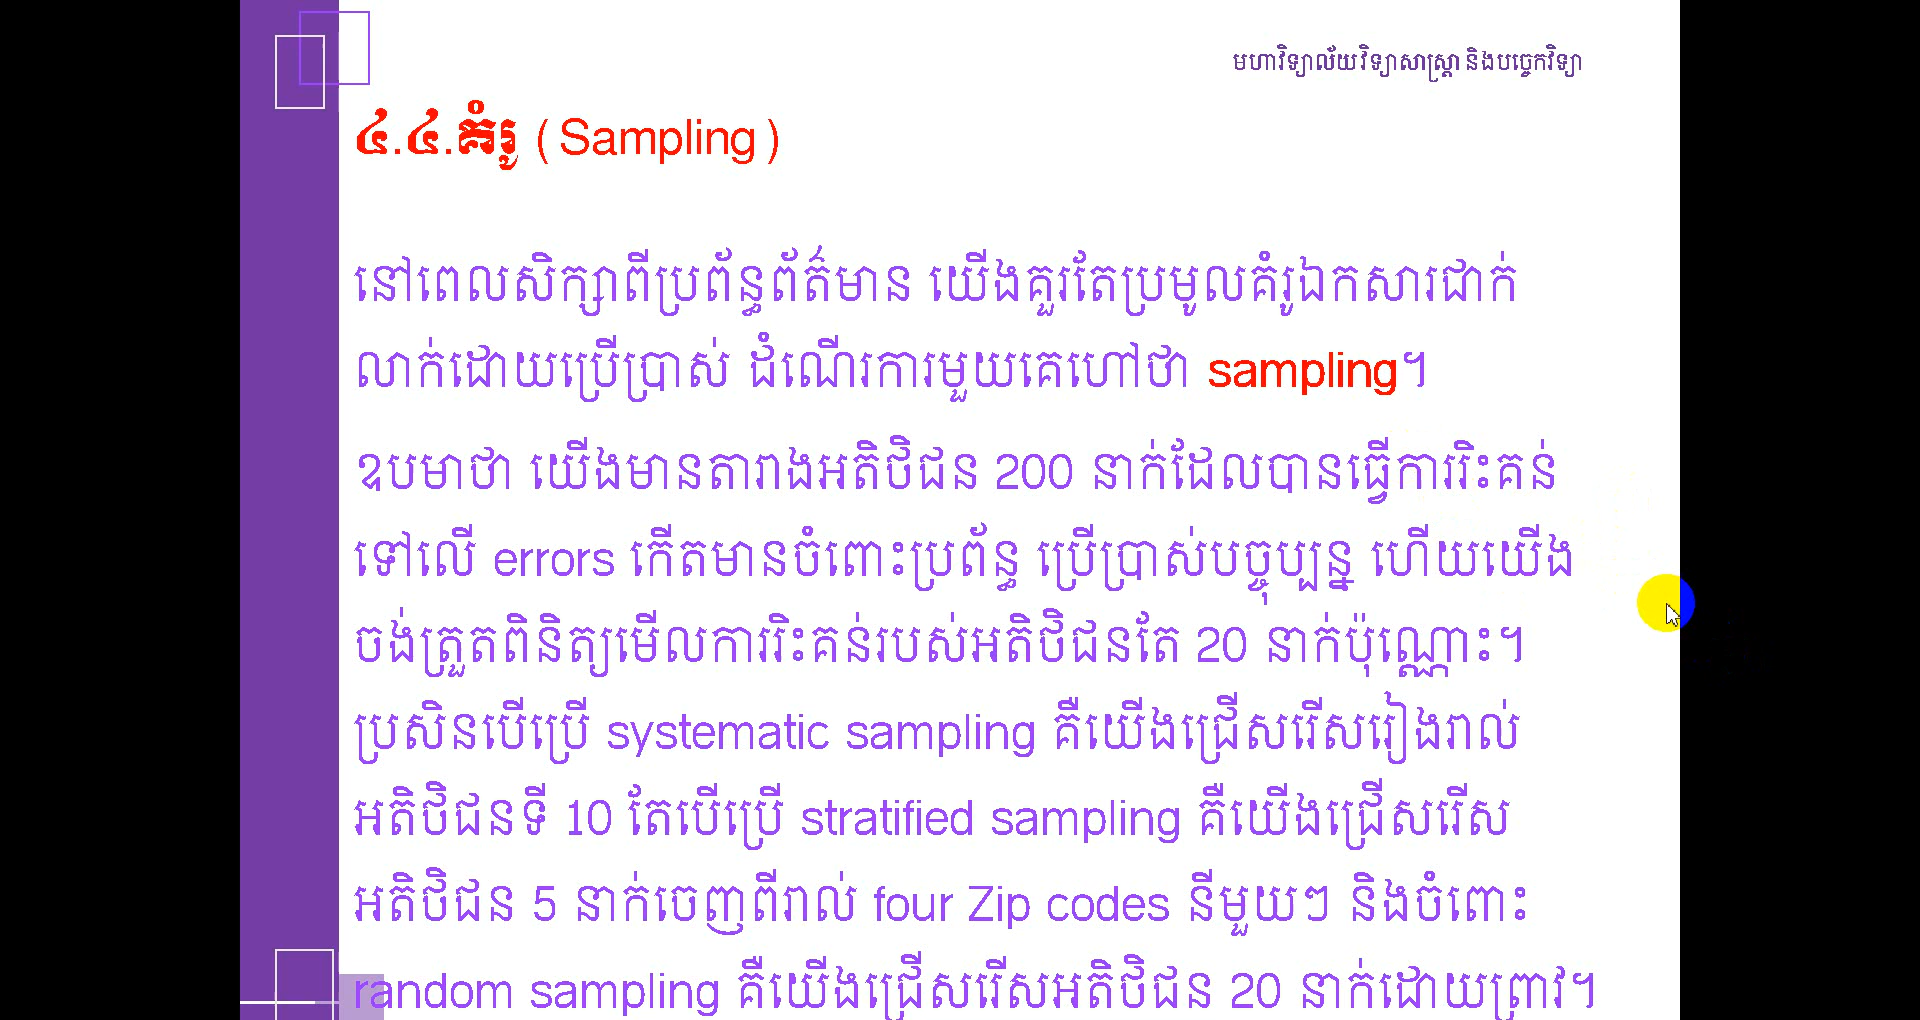 មហាវិទ្យាល័យវិទ្យាសាស្ត្រា និងបច្ចេកវិទ្យា
៤.៤.គំរូ (Sampling)
នៅពេលសិក្សាពីប្រព័ន្ធព័ត៌មាន យើងគួរតែប្រមូលគំរូឯកសារជាក់
លាក់ដោយប្រើប្រាស់ ដំណើរការមួយគេហៅថា sampling។
ឧបមាថា យើងមានតារាងអតិថិជន 200 នាក់ដែលបានធ្វើការរិះគន់
ទៅលើ errors កើតមានចំពោះប្រព័ន្ធ ប្រើប្រាស់បច្ចុប្បន្ន ហើយយើង
ចង់ត្រួតពិនិត្យមើលការរិះគន់របស់អតិថិជនតែ 20 នាក់ប៉ុណ្ណោះ។
ប្រសិនបើប្រើ systematic sampling គឺយើងជ្រើសរើសរៀងរាល់
អតិថិជនទី 10 តែបើប្រើ stratified sampling គឺយើងជ្រើសរើស
អតិថិជន 5 នាក់ចេញពីរាល់ four Zip codes នីមួយៗ និងចំពោះ
random sampling គឺយើងជ្រើសរើសអតិថិជន 20 នាក់ដោយព្រាវ។